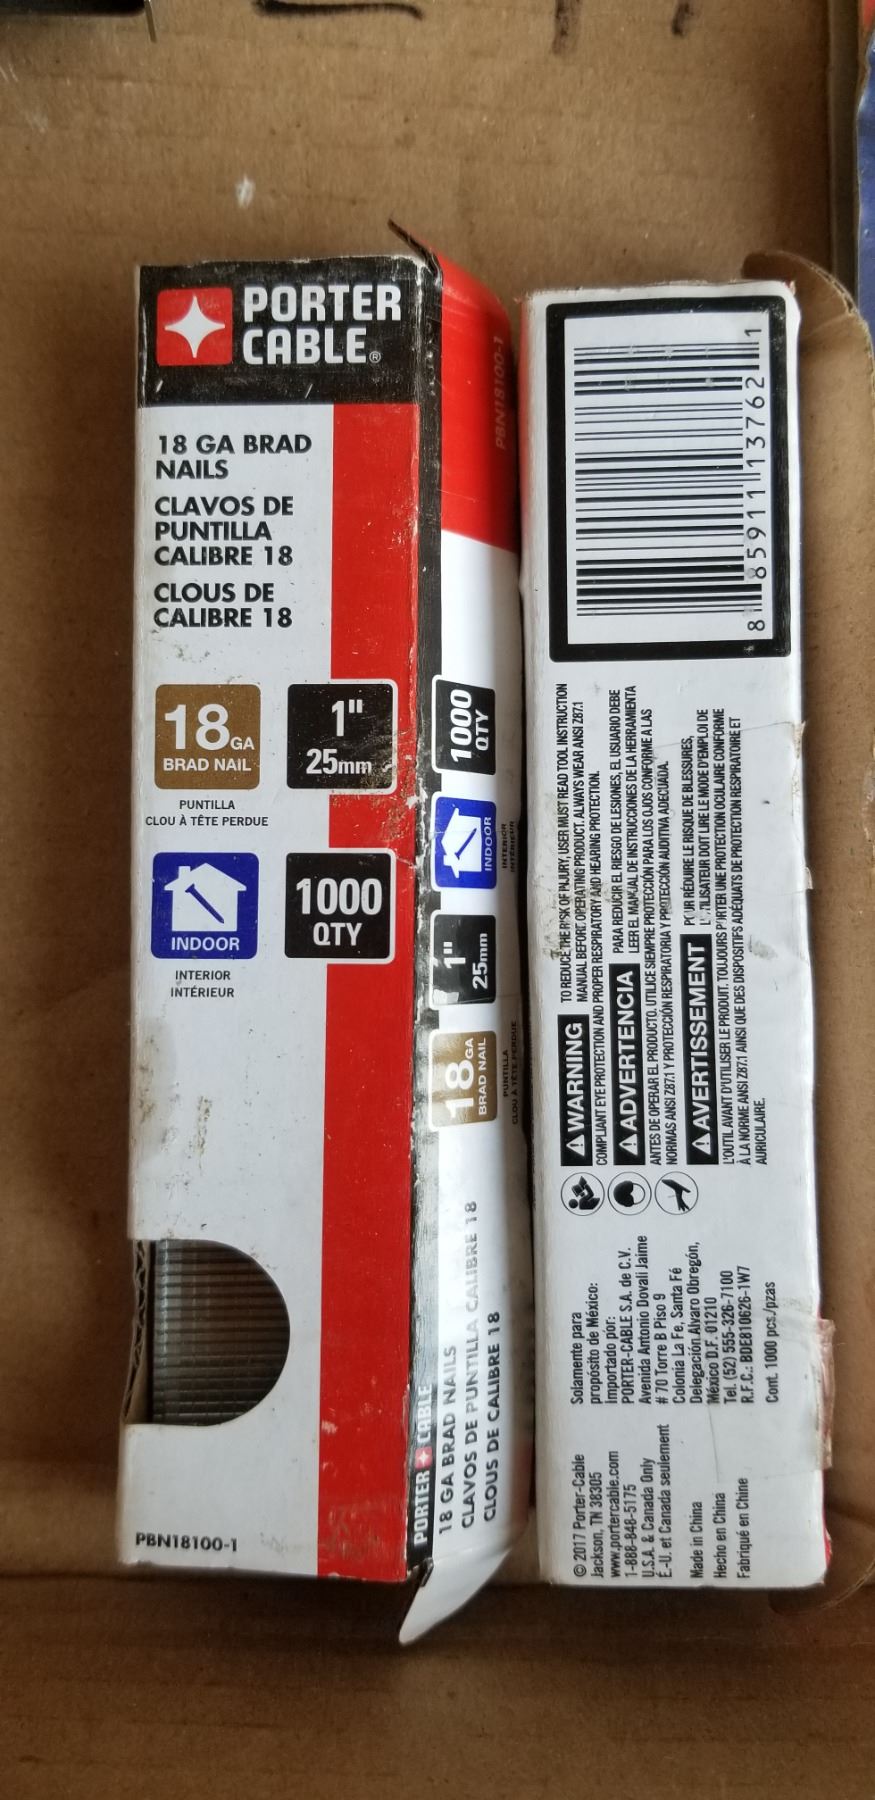 PORTER
CABLE®
18 GA BRAD
NAILS
CLAVOS DE
PUNTILLA
CALIBRE 18
CLOUS DE
CALIBRE 18
18 GA
BRAD NAIL
PUNTILLA
CLOU À TÊTE PERDUE
1"
25mm
INDOOR
INTERIOR
INTÉRIEUR
1000
QTY
PBN18100-1
PORTER CABLE
18 GA BRAD NAILS
CLAVOS DE PUNTILLA CALIBRE 18
CLOUS DE CALIBRE 18
18 GA
BRAD NAIL
PUNTILLA
CLOU À TÊTE PERDUE
1"
25mm
INDOOR
INTERIOR
INTÉRIEUR
1000
QTY
PBN18100-1
© 2017 Porter-Cable
Jackson, TN 38305
www.portercable.com
1-888-848-5175
U.S.A. & Canada Only
É.-U. et Canada seulement
Made in China
Hecho en China
Fabriqué en Chine
Solamente para
propósito de México:
Importado por:
PORTER-CABLE S.A. de C.V.
Avenida Antonio Dovali Jaime
# 70 Torre B Piso 9
Colonia La Fe, Santa Fé
Delegación Alvaro Obregón,
México D.F. 01210
Tel. (52) 555-326-7100
R.F.C.: BDE810626-1W7
Cont. 1000 pcs./pzas
WARNING TO REDUCE THE RISK OF INJURY, USER MUST READ TOOL INSTRUCTION
MANUAL BEFORE OPERATING PRODUCT. ALWAYS WEAR ANSI Z87.1
COMPLIANT EYE PROTECTION AND PROPER RESPIRATORY AND HEARING PROTECTION.
ADVERTENCIA PARA REDUCIR EL RIESGO DE LESIONES, EL USUARIO DEBE
LEER EL MANUAL DE INSTRUCCIONES DE LA HERRAMIENTA
ANTES DE OPERAR EL PRODUCTO. UTILICE SIEMPRE PROTECCIÓN PARA LOS OJOS CONFORME A LAS
NORMAS ANSI Z87.1 Y PROTECCIÓN RESPIRATORIA Y PROTECCIÓN AUDITIVA ADECUADA.
AVERTISSEMENT POUR RÉDUIRE LE RISQUE DE BLESSURES,
L'UTILISATEUR DOIT LIRE LE MODE D'EMPLOI DE
L'OUTIL AVANT D'UTILISER LE PRODUIT. TOUJOURS PORTER UNE PROTECTION OCULAIRE CONFORME
À LA NORME ANSI Z87.1 AINSI QUE DES DISPOSITIFS ADÉQUATS DE PROTECTION RESPIRATOIRE ET
AURICULAIRE.
8 85911 13762 1